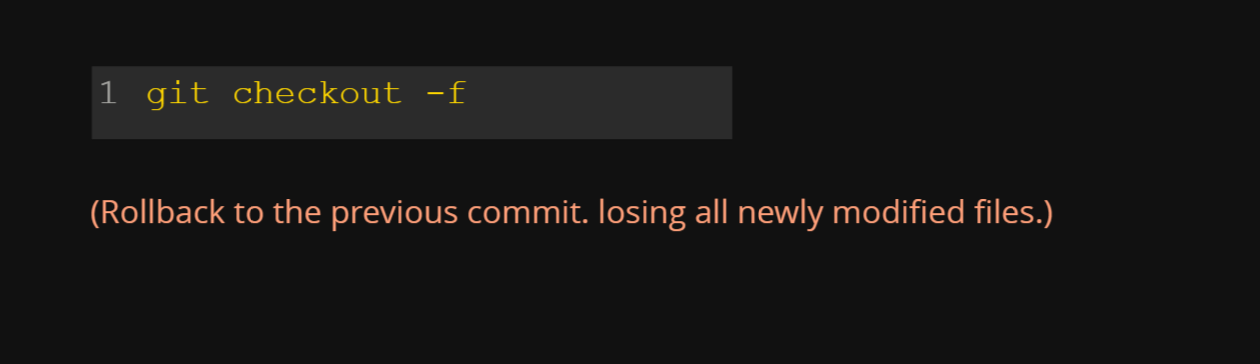 1 git checkout -f
(Rollback to the previous commit. losing all newly modified files.)